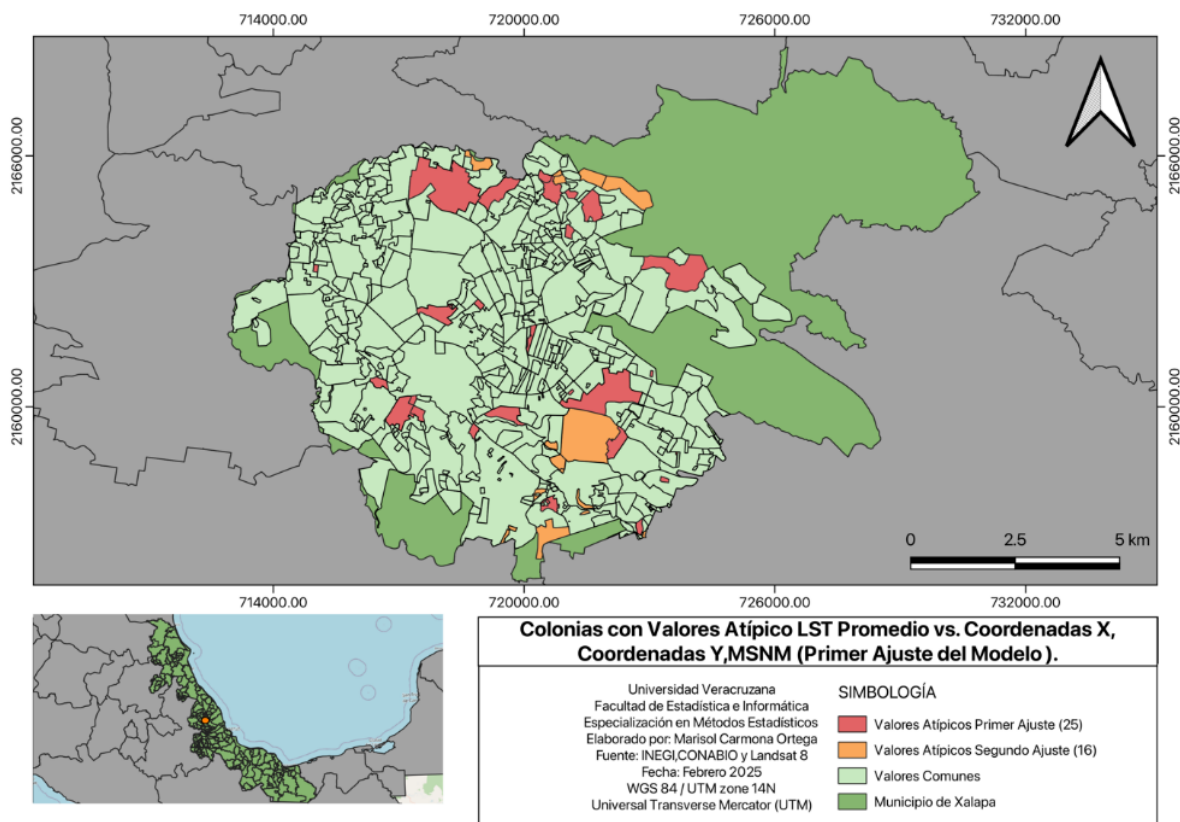 714000.00 720000.00 726000.00 732000.00
2166000.00 2166000.00
2160000.00 2160000.00
0 2.5 5 km
714000.00 720000.00 726000.00 732000.00
Colonias con Valores Atípico LST Promedio vs. Coordenadas X,
Coordenadas Y,MSNM (Primer Ajuste del Modelo ).
Universidad Veracruzana
Facultad de Estadística e Informática
Especialización en Métodos Estadísticos
Elaborado por: Marisol Carmona Ortega
Fuente: INEGI,CONABIO y Landsat 8
Fecha: Febrero 2025
WGS 84 / UTM zone 14N
Universal Transverse Mercator (UTM)
SIMBOLOGÍA
Valores Atípicos Primer Ajuste (25)
Valores Atípicos Segundo Ajuste (16)
Valores Comunes
Municipio de Xalapa